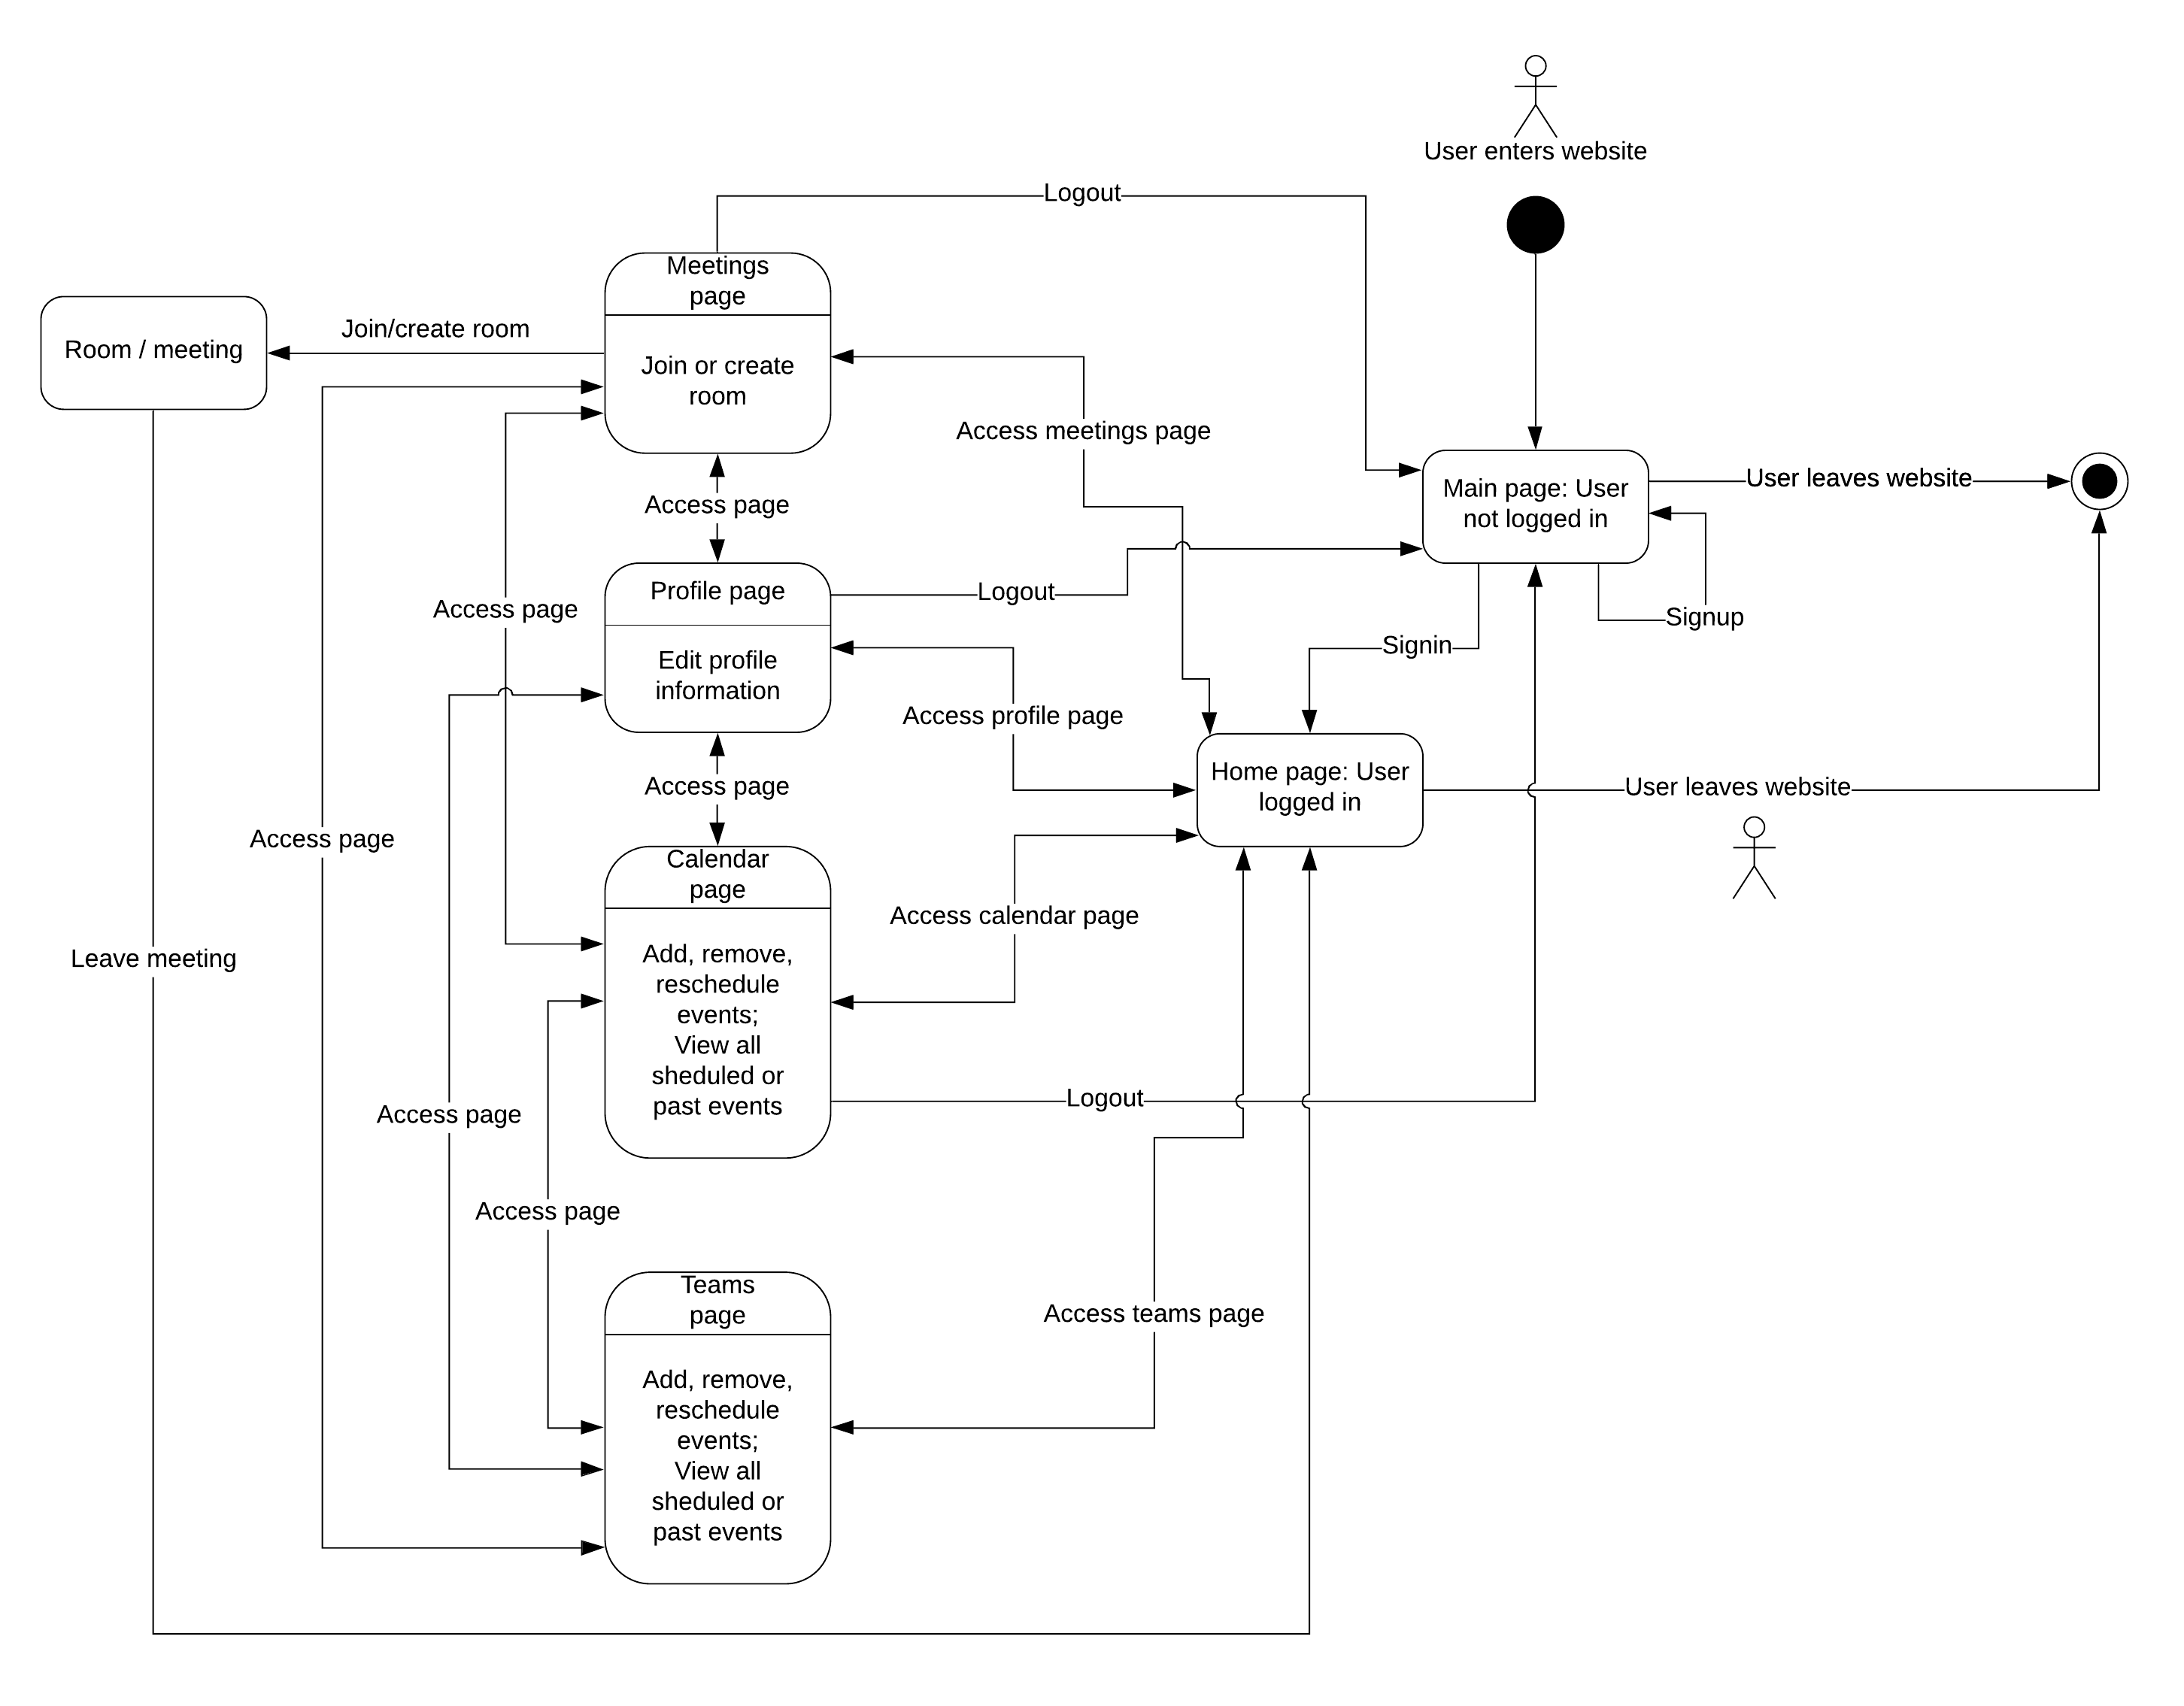 User enters website
Logout
Meetings
page
Join or create
room
Join/create room
Room / meeting
Access meetings page
Main page: User
not logged in
User leaves website
Access page
Profile page
Edit profile
information
Logout
Access page
Signup
Signin
Access profile page
Home page: User
logged in
User leaves website
Access page
Access page
Calendar
page
Add, remove,
reschedule
events;
View all
sheduled or
past events
Access calendar page
Leave meeting
Logout
Access page
Access page
Teams
page
Add, remove,
reschedule
events;
View all
sheduled or
past events
Access teams page